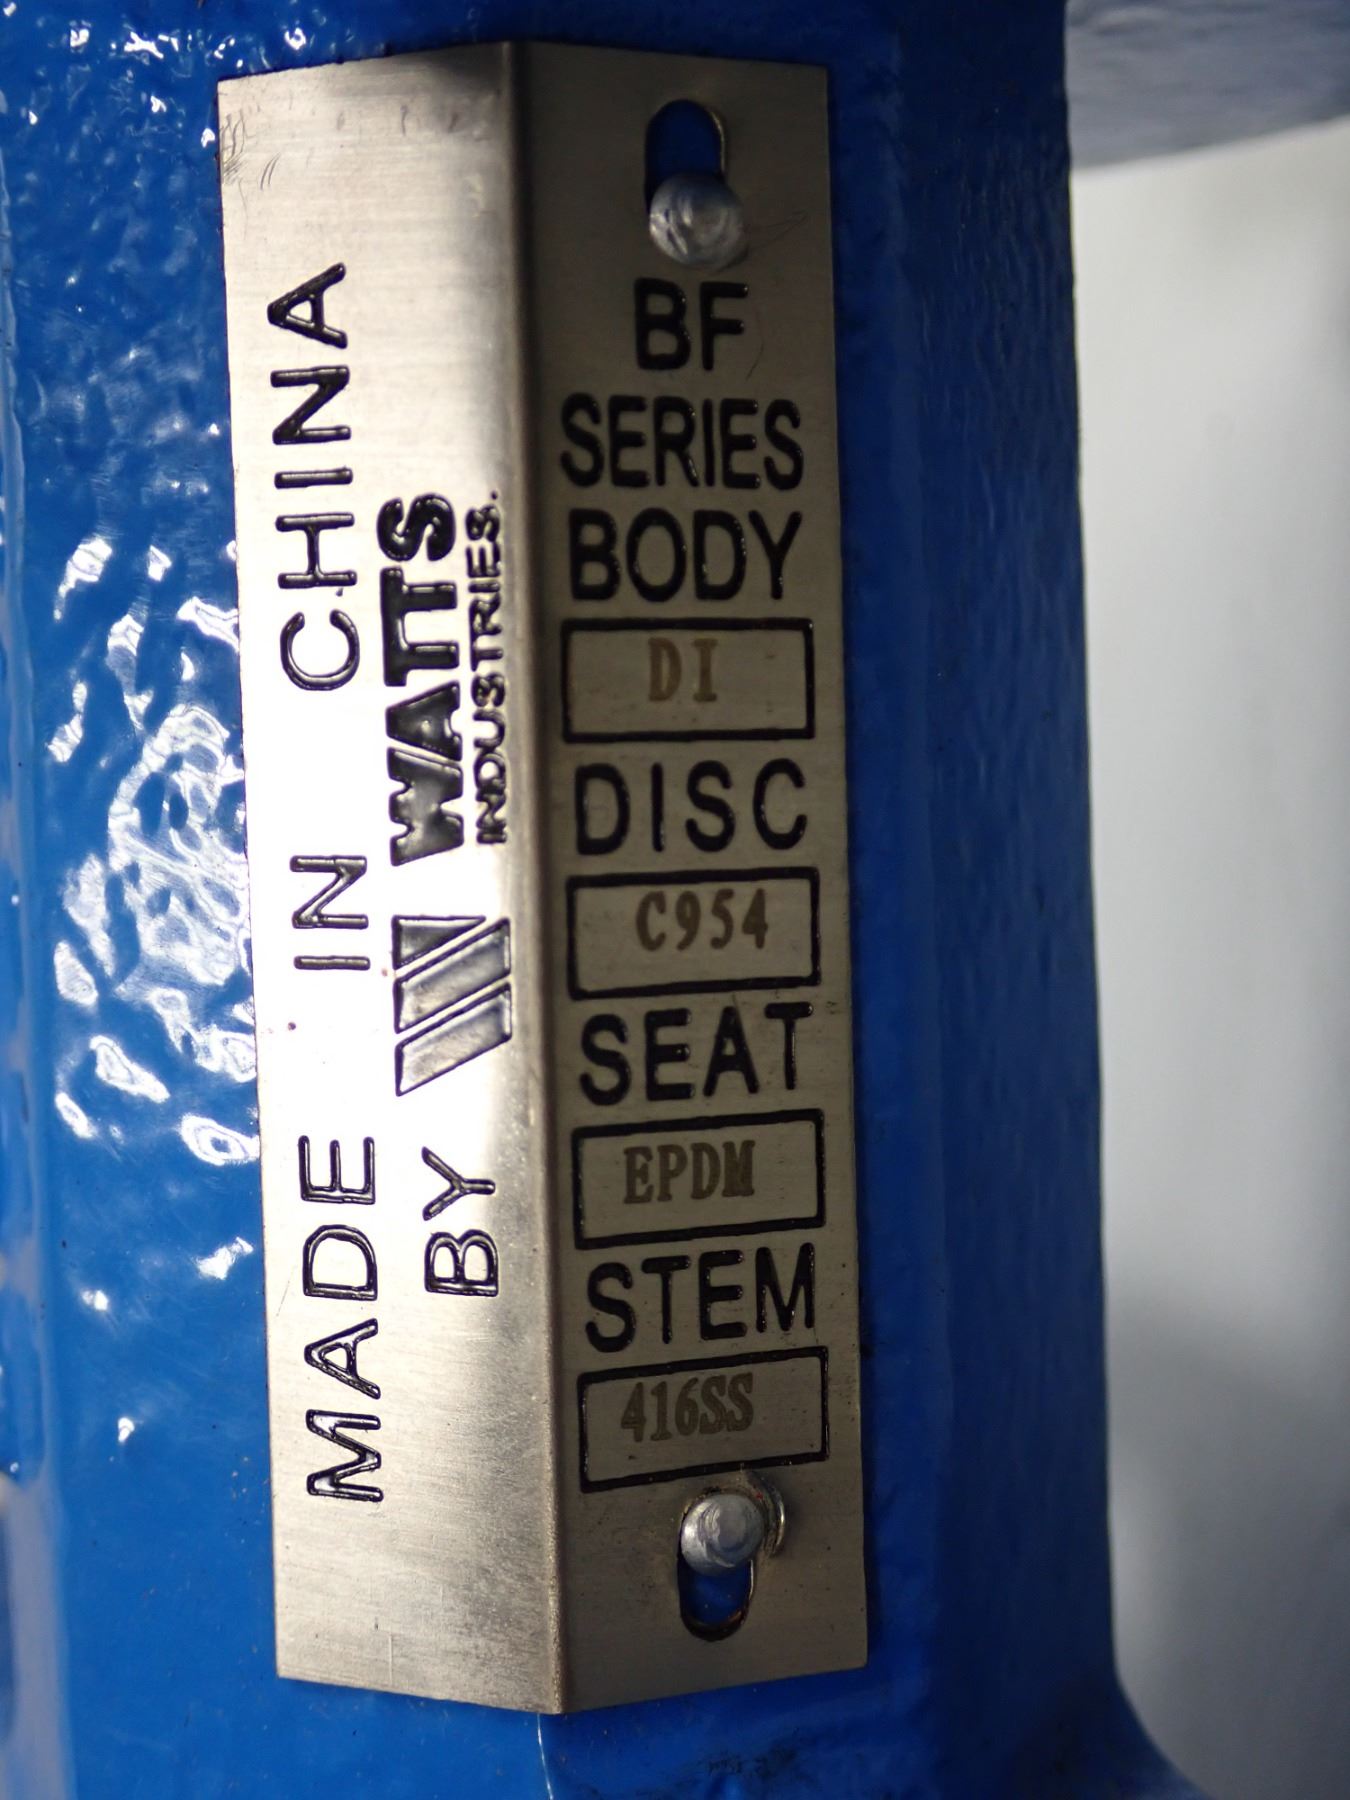 MADE IN CHINA
BY WATTS
INDUSTRIES.
BF
SERIES
BODY
DI
DISC
C954
SEAT
EPDM
STEM
416SS